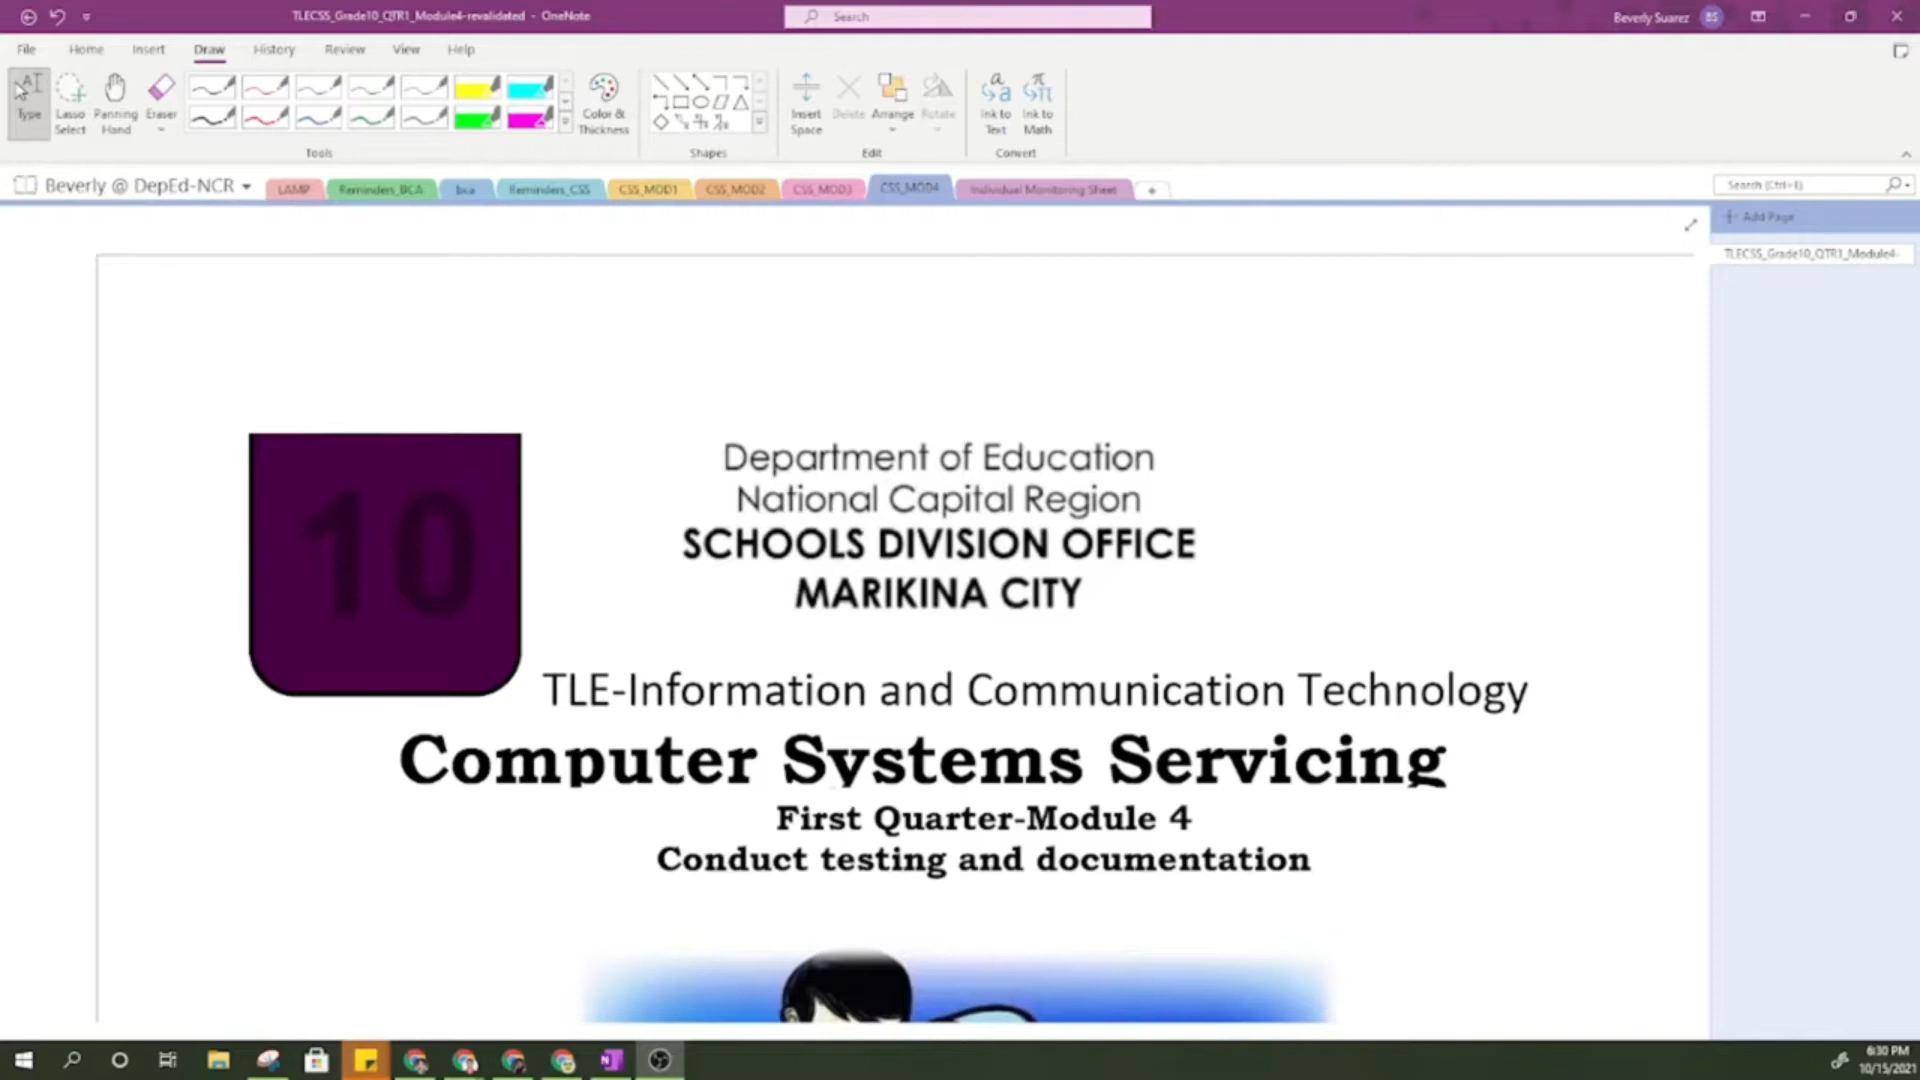 TLECSS_Grade10_QTR1_Module4-revalidated - OneNote
Search
Beverly Suarez
BS
File Home Insert Draw History Review View Help
Type
Lasso Select
Panning Hand
Eraser
Color & Thickness
Insert Space
Delete
Arrange
Rotate
Ink to Text
Ink to Math
Tools
Shapes
Edit
Convert
Beverly @ DepEd-NCR
LAMP
Reminders_BCA
bca
Reminders_CSS
CSS_MOD1
CSS_MOD2
CSS_MOD3
CSS_MOD4
Individual Monitoring Sheet
Search (Ctrl+E)
Add Page
TLECSS_Grade10_QTR1_Module4-
10
Department of Education
National Capital Region
SCHOOLS DIVISION OFFICE
MARIKINA CITY
TLE-Information and Communication Technology
Computer Systems Servicing
First Quarter-Module 4
Conduct testing and documentation
6:30 PM
10/15/2021